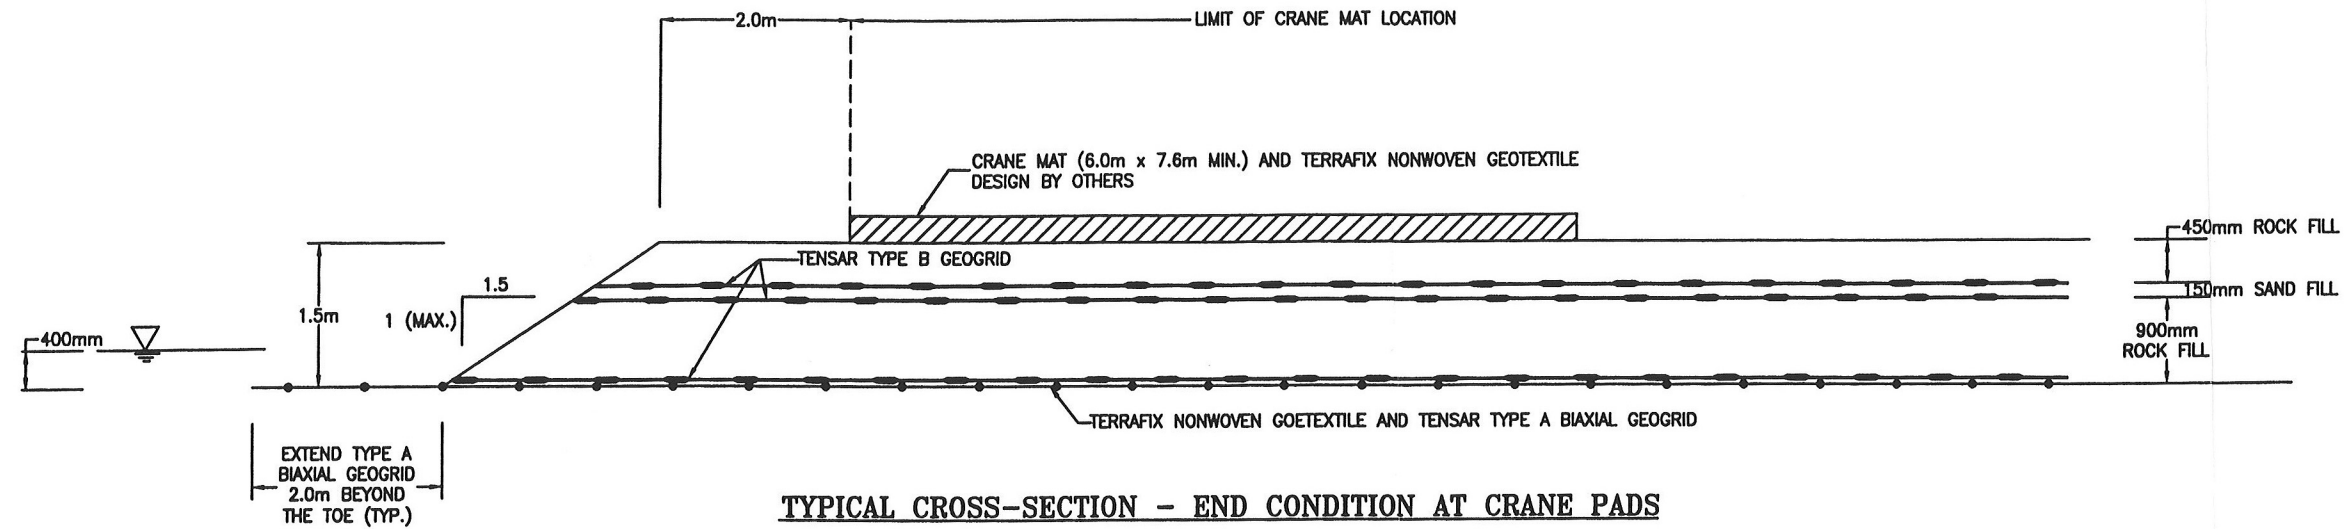 2.0m
LIMIT OF CRANE MAT LOCATION
CRANE MAT (6.0m x 7.6m MIN.) AND TERRAFIX NONWOVEN GEOTEXTILE
DESIGN BY OTHERS
450mm ROCK FILL
TENSAR TYPE B GEOGRID
1.5
150mm SAND FILL
1.5m
1 (MAX.)
400mm
900mm
ROCK FILL
TERRAFIX NONWOVEN GOETEXTILE AND TENSAR TYPE A BIAXIAL GEOGRID
EXTEND TYPE A
BIAXIAL GEOGRID
2.0m BEYOND
THE TOE (TYP.)
TYPICAL CROSS-SECTION - END CONDITION AT CRANE PADS